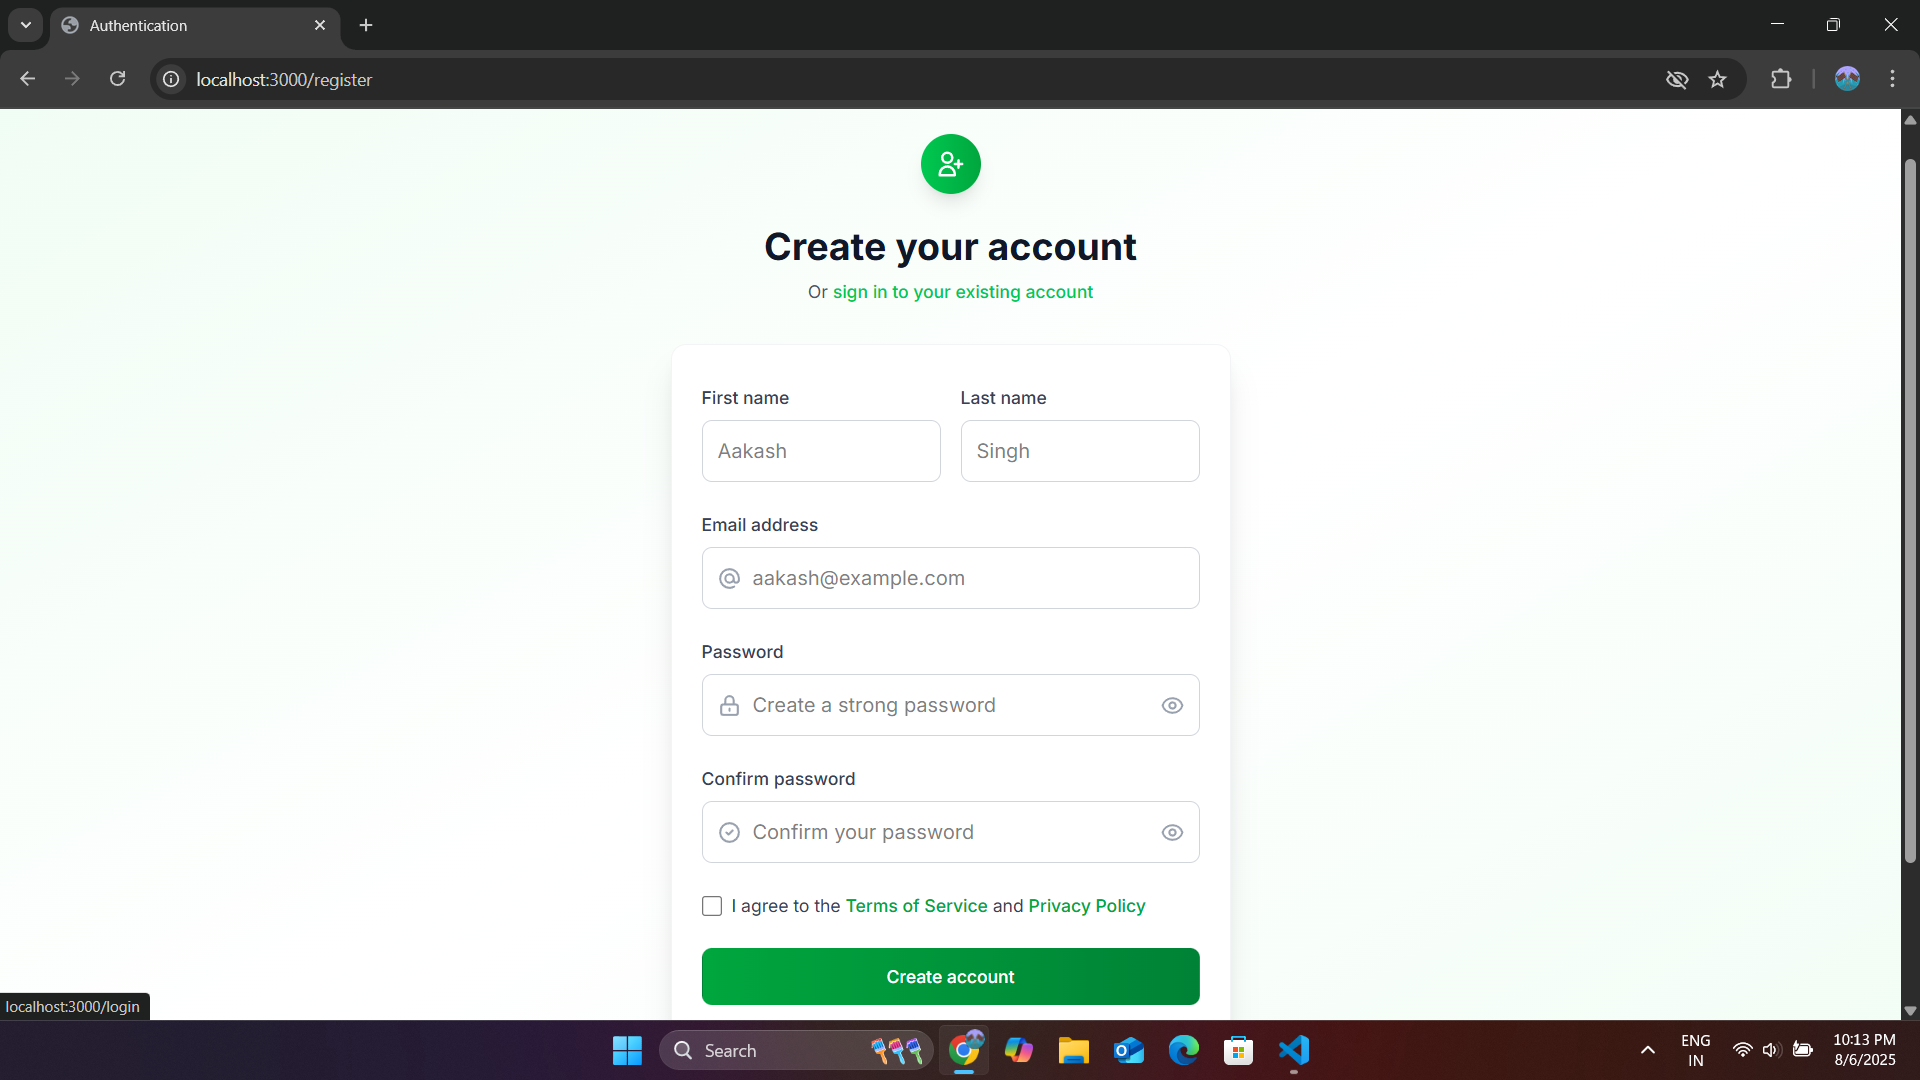 Authentication
localhost:3000/register
Create your account
Or sign in to your existing account
First name
Last name
Aakash
Singh
Email address
aakash@example.com
Password
Create a strong password
Confirm password
Confirm your password
I agree to the Terms of Service and Privacy Policy
Create account
localhost:3000/login
Search
ENG
IN
10:13 PM
8/6/2025